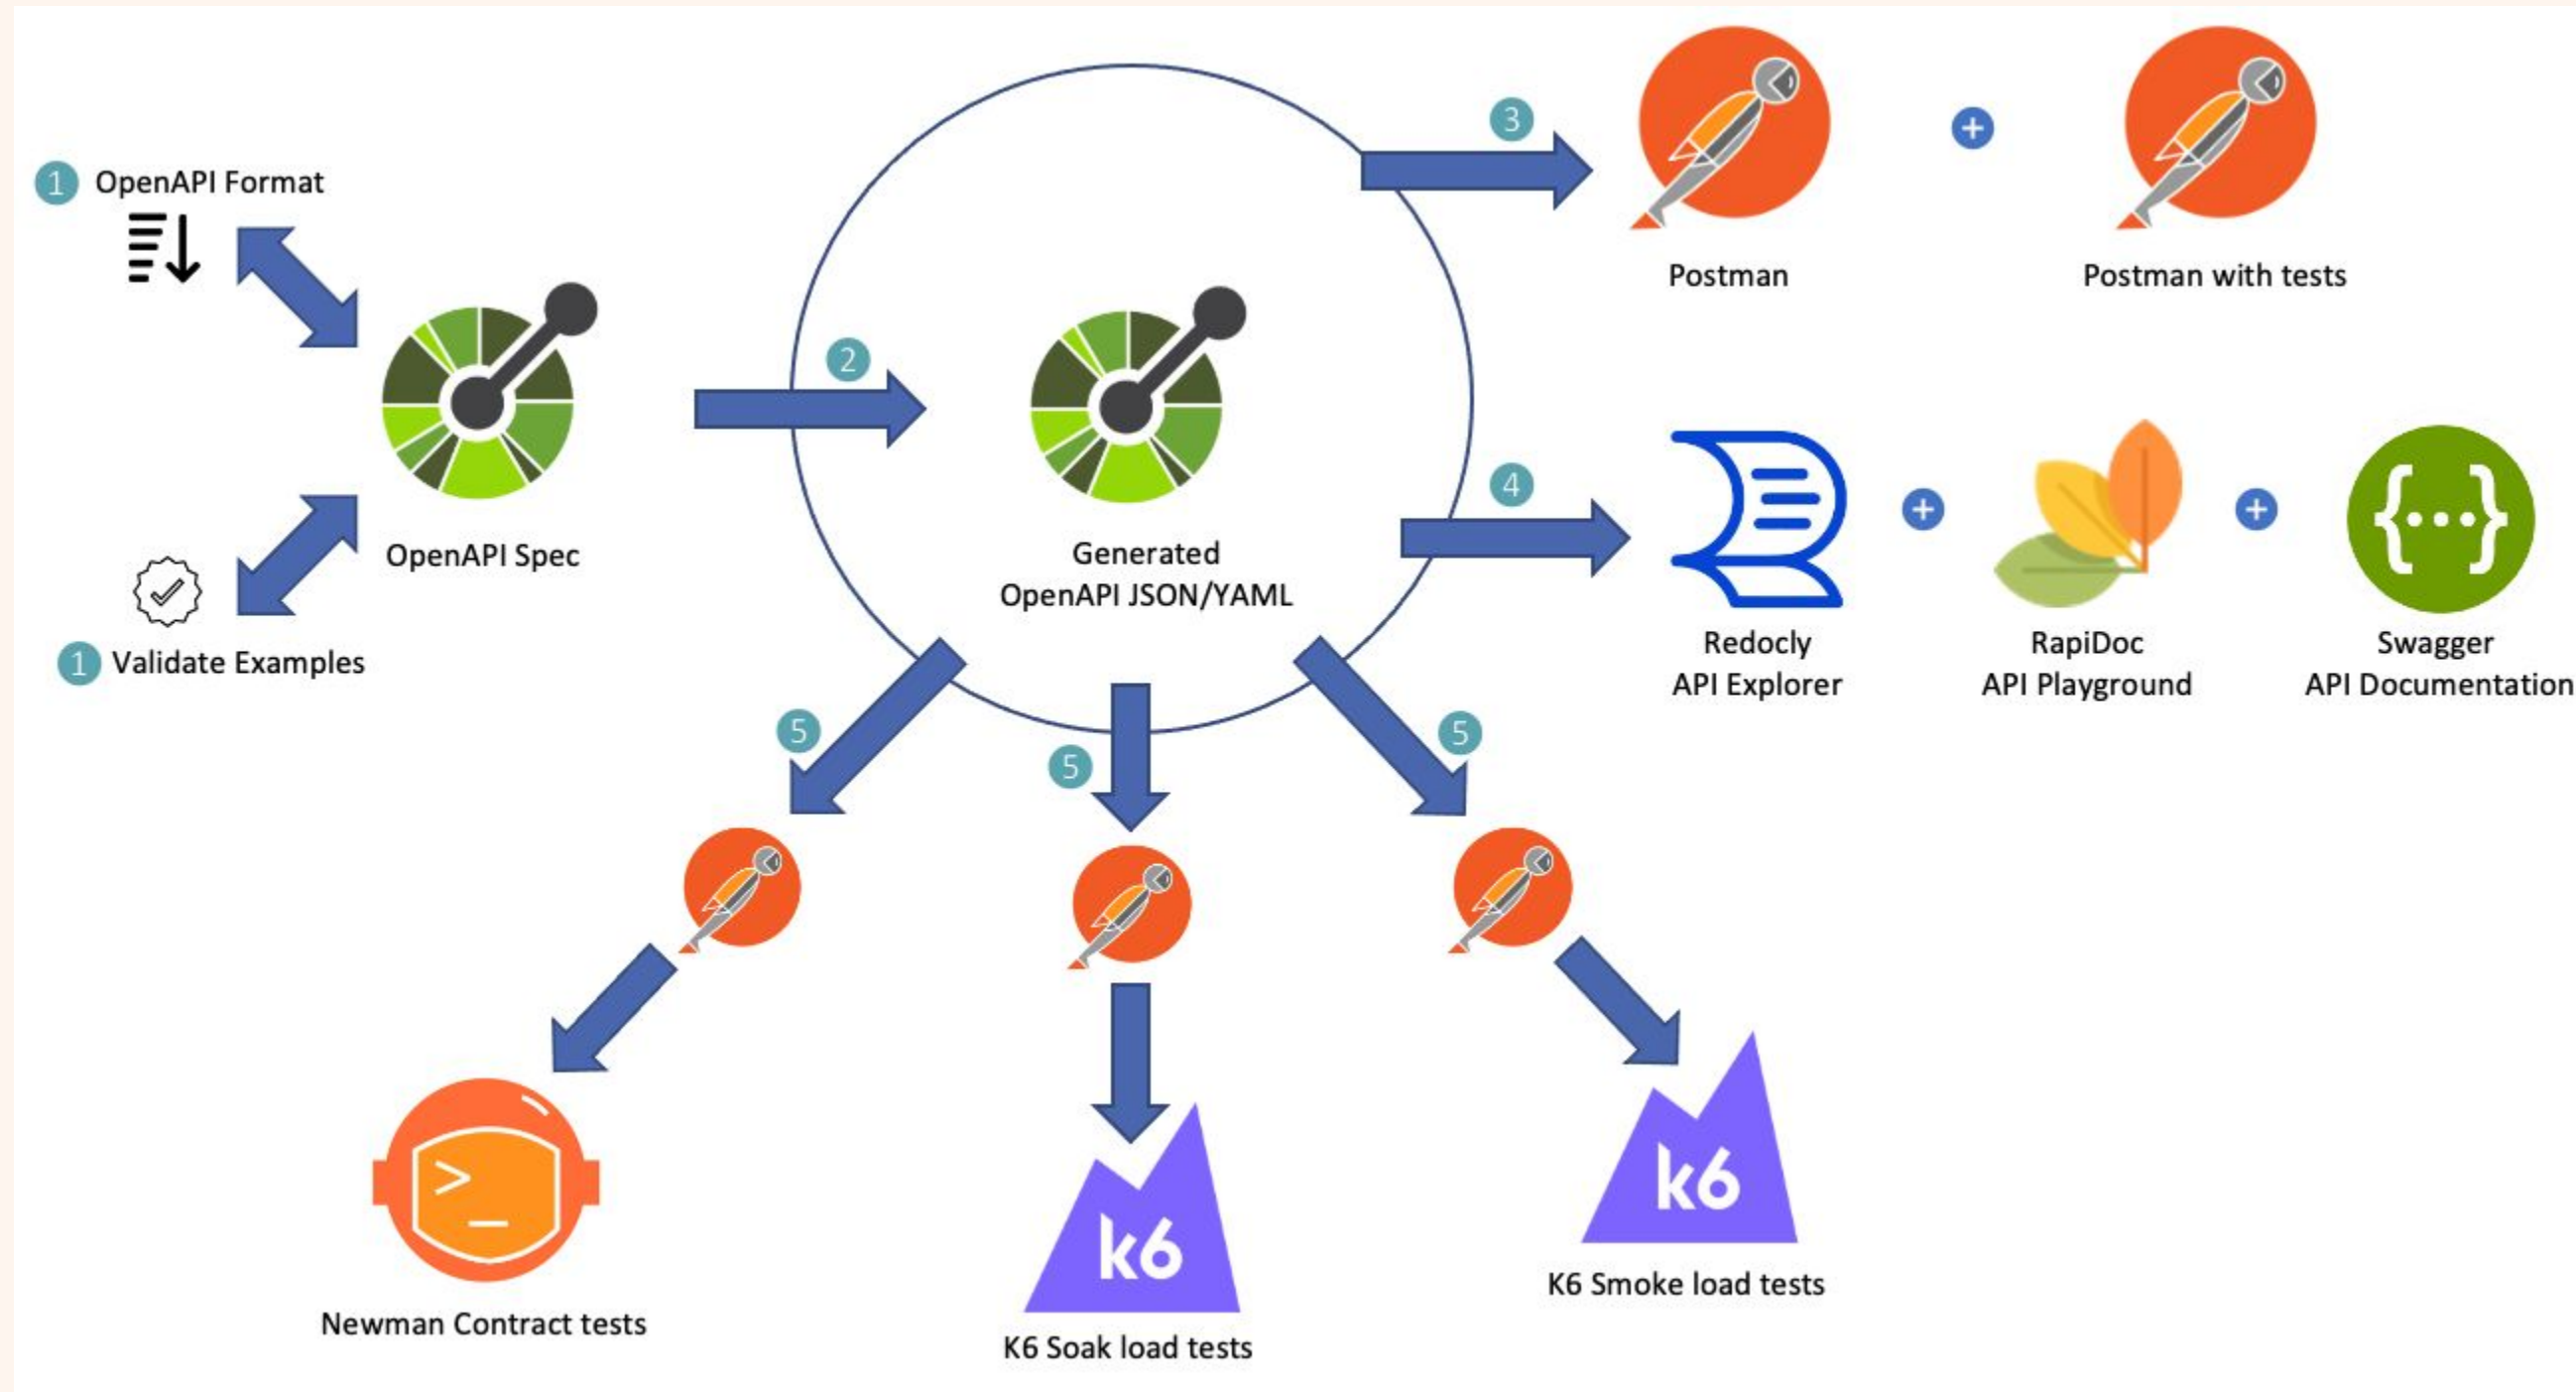 1 OpenAPI Format
OpenAPI Spec
1 Validate Examples
2
Generated
OpenAPI JSON/YAML
3
Postman
+
Postman with tests
4
Redocly
API Explorer
+
RapiDoc
API Playground
+
{...}
Swagger
API Documentation
5
5
5
>_
Newman Contract tests
k6
K6 Soak load tests
k6
K6 Smoke load tests